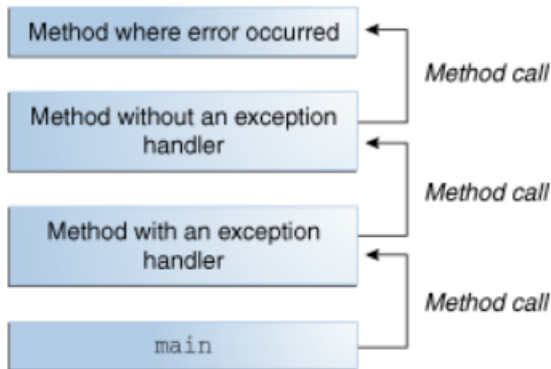 Method where error occurred
Method call
Method without an exception
handler
Method call
Method with an exception
handler
Method call
main